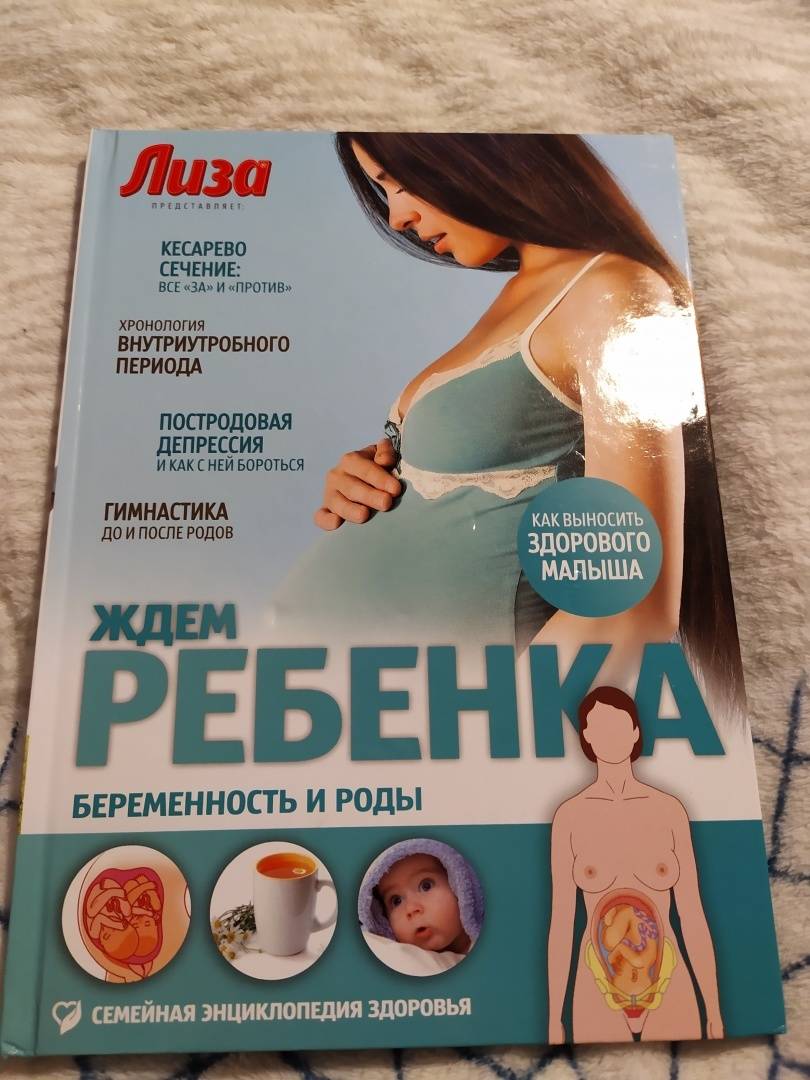 Лиза
ПРЕДСТАВЛЯЕТ:
КЕСАРЕВО
СЕЧЕНИЕ:
ВСЕ «ЗА» И «ПРОТИВ»
ХРОНОЛОГИЯ
ВНУТРИУТРОБНОГО
ПЕРИОДА
ПОСТРОДОВАЯ
ДЕПРЕССИЯ
И КАК С НЕЙ БОРОТЬСЯ
ГИМНАСТИКА
ДО И ПОСЛЕ РОДОВ
КАК ВЫНОСИТЬ
ЗДОРОВОГО
МАЛЫША
ЖДЕМ
РЕБЕНКА
БЕРЕМЕННОСТЬ И РОДЫ
СЕМЕЙНАЯ ЭНЦИКЛОПЕДИЯ ЗДОРОВЬЯ